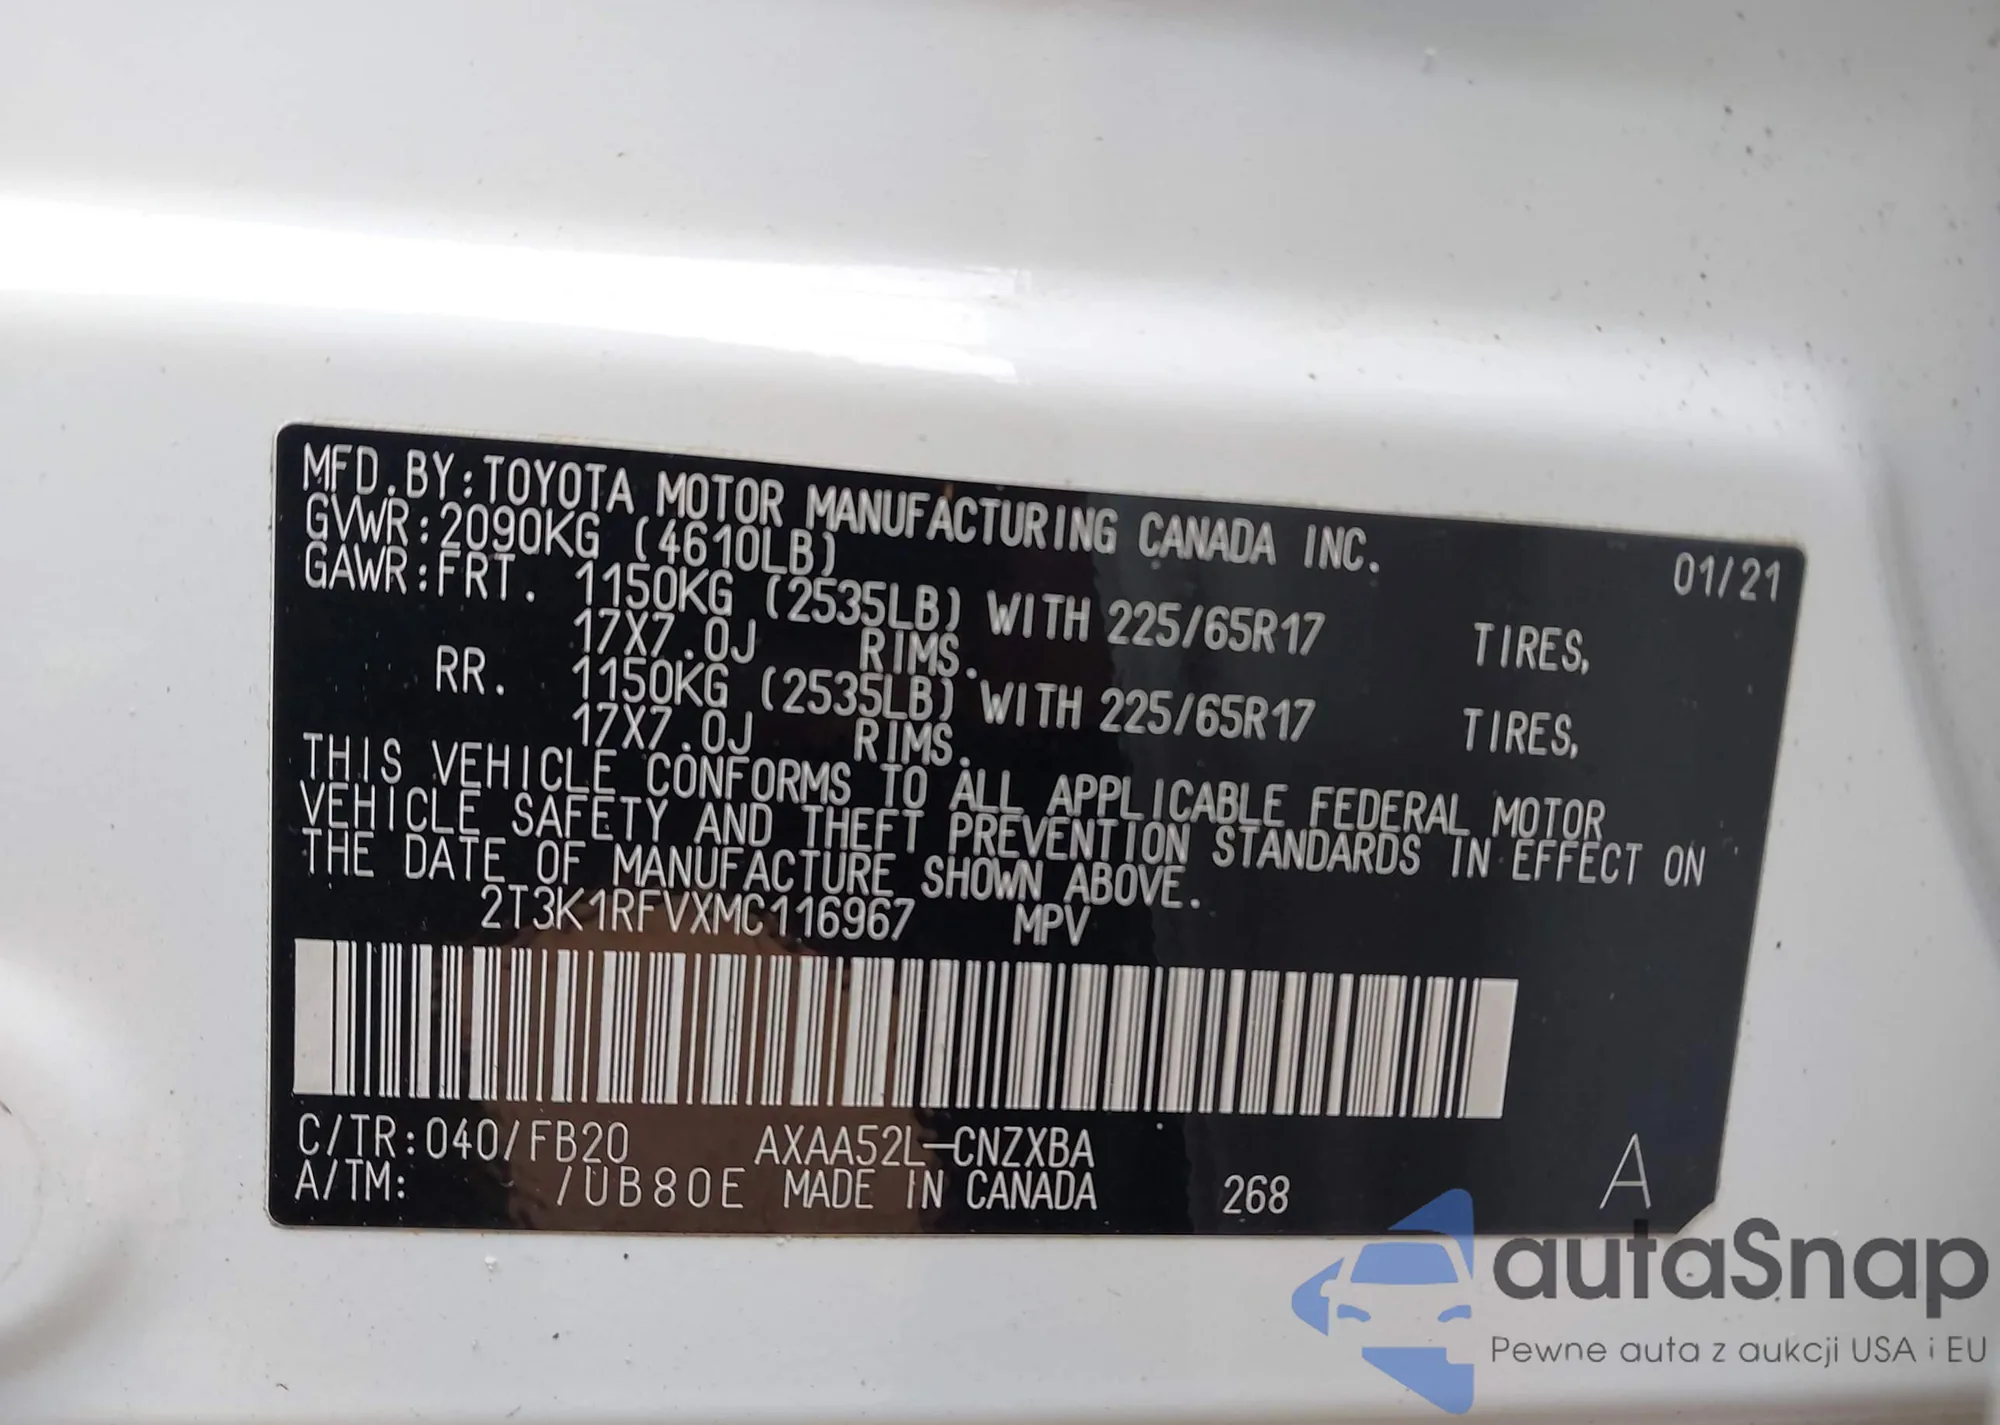 MFD.BY:TOYOTA MOTOR MANUFACTURING CANADA INC. 01/21
GVWR:2090KG (4610LB)
GAWR:FRT. 1150KG (2535LB) WITH 225/65R17 TIRES,
17X7.0J RIMS.
RR. 1150KG (2535LB) WITH 225/65R17 TIRES,
17X7.0J RIMS.
THIS VEHICLE CONFORMS TO ALL APPLICABLE FEDERAL MOTOR
VEHICLE SAFETY AND THEFT PREVENTION STANDARDS IN EFFECT ON
THE DATE OF MANUFACTURE SHOWN ABOVE.
2T3K1RFVXMC116967 MPV
C/TR:040/FB20 AXAA52L-CNZXBA
A/TM: /UB80E MADE IN CANADA 268 A
autaSnap
Pewne auta z aukcji USA i EU